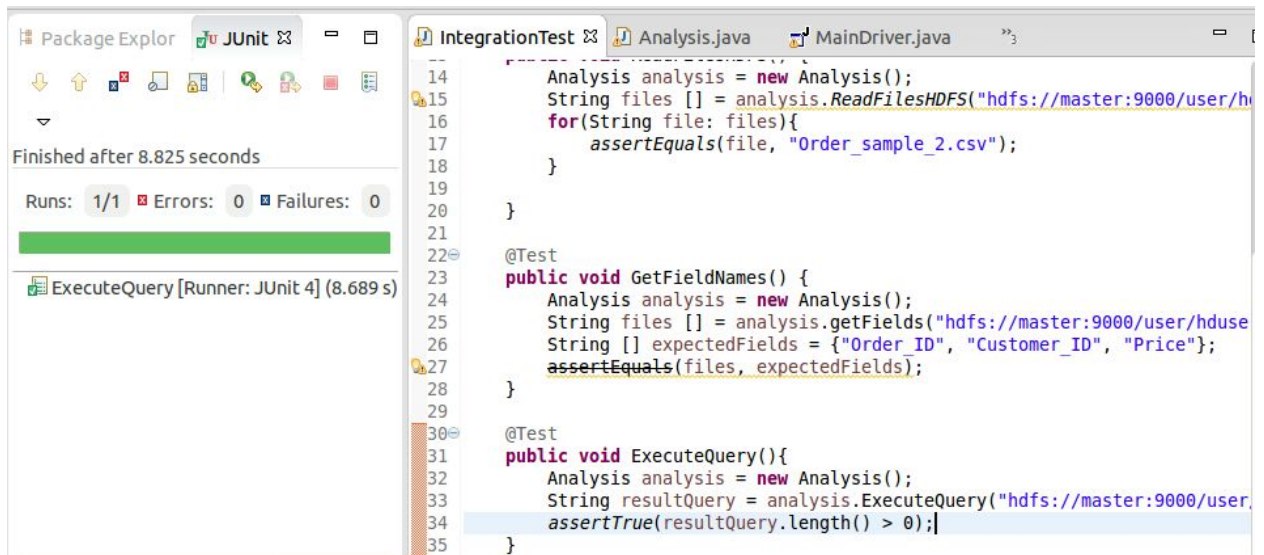 Package Explor JUnit
Finished after 8.825 seconds
Runs: 1/1 Errors: 0 Failures: 0
ExecuteQuery [Runner: JUnit 4] (8.689 s)
IntegrationTest Analysis.java MainDriver.java »3
14 Analysis analysis = new Analysis();
15 String files [] = analysis.ReadFilesHDFS("hdfs://master:9000/user/
16 for(String file: files){
17 assertEquals(file, "Order_sample_2.csv");
18 }
19
20 }
21
22 @Test
23 public void GetFieldNames() {
24 Analysis analysis = new Analysis();
25 String files [] = analysis.getFields("hdfs://master:9000/user/hduse
26 String [] expectedFields = {"Order_ID", "Customer_ID", "Price"};
27 assertEquals(files, expectedFields);
28 }
29
30 @Test
31 public void ExecuteQuery(){
32 Analysis analysis = new Analysis();
33 String resultQuery = analysis.ExecuteQuery("hdfs://master:9000/user/
34 assertTrue(resultQuery.length() > 0);
35 }